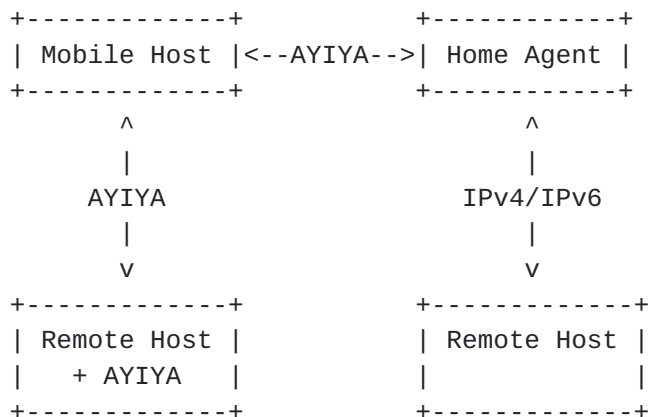 +-------------+          +------------+
| Mobile Host |<--AYIYA-->| Home Agent |
+-------------+          +------------+
       ^                        ^
       |                        |
     AYIYA                  IPv4/IPv6
       |                        |
       v                        v
+-------------+          +-------------+
| Remote Host |          | Remote Host |
|   + AYIYA   |          |             |
+-------------+          +-------------+